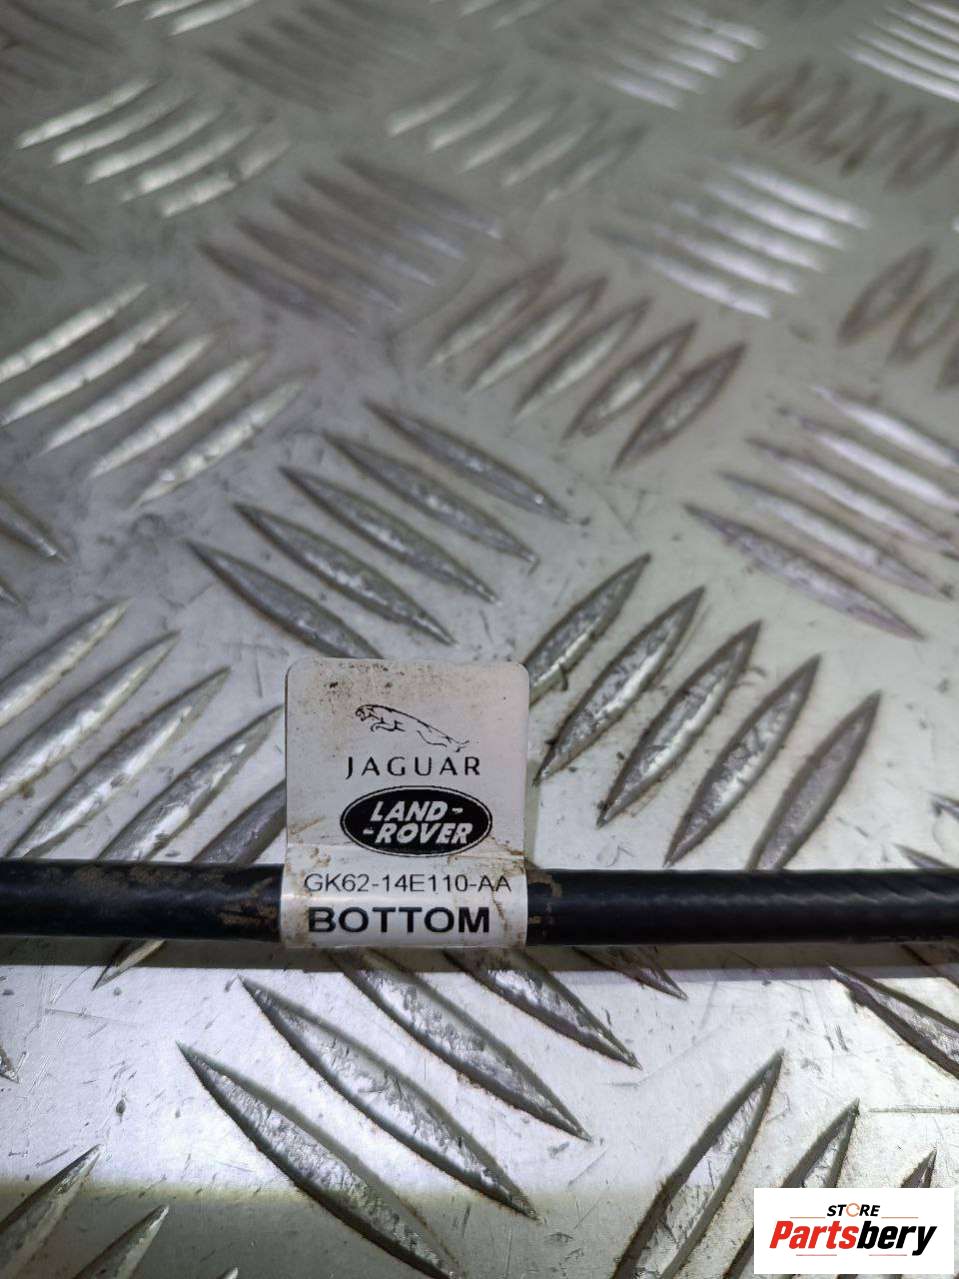 JAGUAR
LAND-
-ROVER
GK62-14E110-AA
BOTTOM
STORE
Partsbery